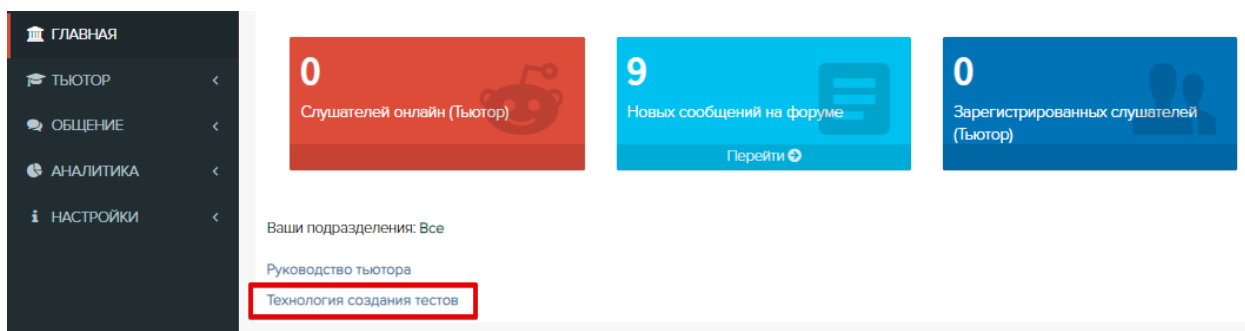 ГЛАВНАЯ
ТЬЮТОР
ОБЩЕНИЕ
АНАЛИТИКА
НАСТРОЙКИ
0
Слушателей онлайн (Тьютор)
9
Новых сообщений на форуме
Перейти
0
Зарегистрированных слушателей
(Тьютор)
Ваши подразделения: Все
Руководство тьютора
Технология создания тестов